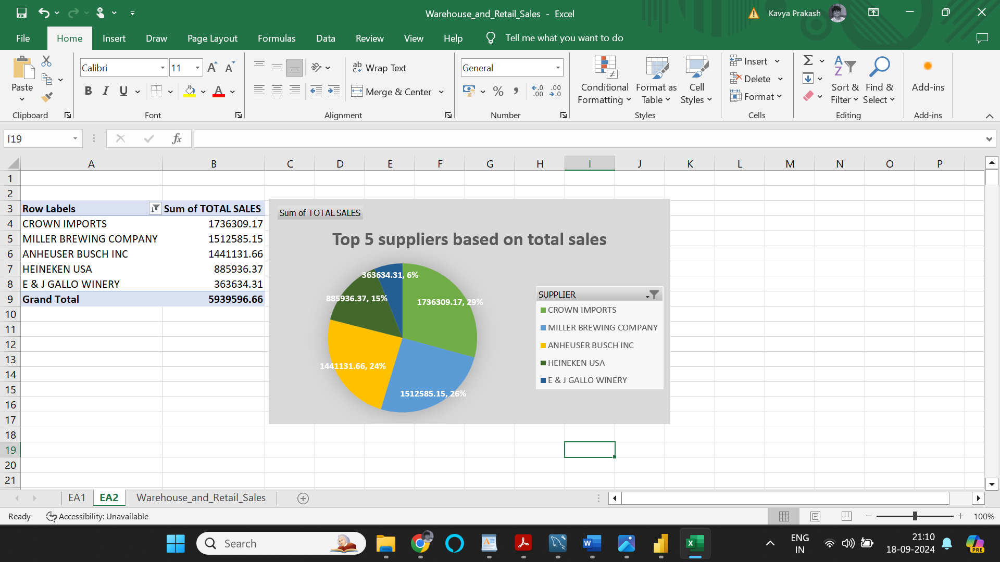 Warehouse_and_Retail_Sales - Excel
Kavya Prakash
File Home Insert Draw Page Layout Formulas Data Review View Help Tell me what you want to do
Paste
Clipboard
Calibri 11
B I U A
Font
Wrap Text
Merge & Center
Alignment
General
% , .0 .00 .00 .0
Number
Conditional Formatting
Format as Table
Cell Styles
Styles
Insert
Delete
Format
Cells
Sort & Filter
Find & Select
Editing
Add-ins
Add-ins
I19
fx
A B C D E F G H I J K L M N O P
1
2
3 Row Labels Sum of TOTAL SALES
4 CROWN IMPORTS 1736309.17
5 MILLER BREWING COMPANY 1512585.15
6 ANHEUSER BUSCH INC 1441131.66
7 HEINEKEN USA 885936.37
8 E & J GALLO WINERY 363634.31
9 Grand Total 5939596.66
10
11
12
13
14
15
16
17
18
19
20
21
Sum of TOTAL SALES
Top 5 suppliers based on total sales
363634.31, 6%
885936.37, 15%
1736309.17, 29%
1441131.66, 24%
1512585.15, 26%
SUPPLIER
CROWN IMPORTS
MILLER BREWING COMPANY
ANHEUSER BUSCH INC
HEINEKEN USA
E & J GALLO WINERY
EA1 EA2 Warehouse_and_Retail_Sales
Ready Accessibility: Unavailable 100%
Search
ENG
IN
21:10
18-09-2024
PRE